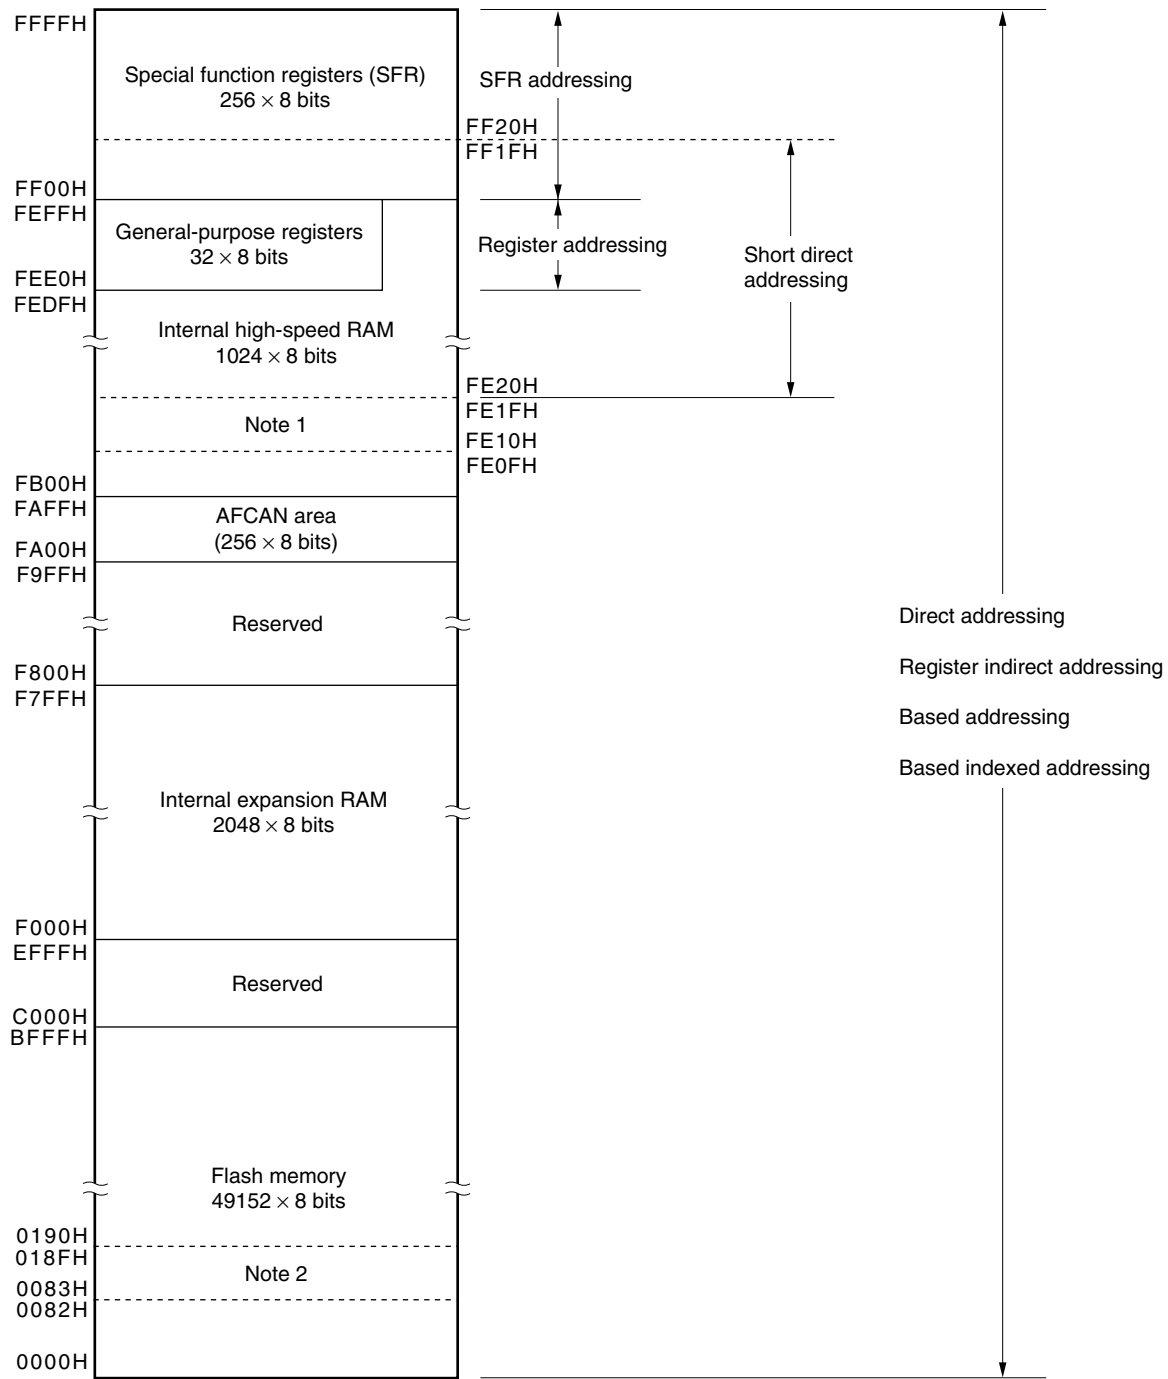 FFFFH
Special function registers (SFR)
256 × 8 bits
SFR addressing
FF20H
FF1FH
FF00H
FEFFH
General-purpose registers
32 × 8 bits
Register addressing
Short direct
addressing
FEE0H
FEDFH
Internal high-speed RAM
1024 × 8 bits
FE20H
FE1FH
Note 1
FE10H
FE0FH
FB00H
FAFFH
AFCAN area
(256 × 8 bits)
FA00H
F9FFH
Reserved
Direct addressing
Register indirect addressing
Based addressing
Based indexed addressing
F800H
F7FFH
Internal expansion RAM
2048 × 8 bits
F000H
EFFFH
Reserved
C000H
BFFFH
Flash memory
49152 × 8 bits
0190H
018FH
Note 2
0083H
0082H
0000H